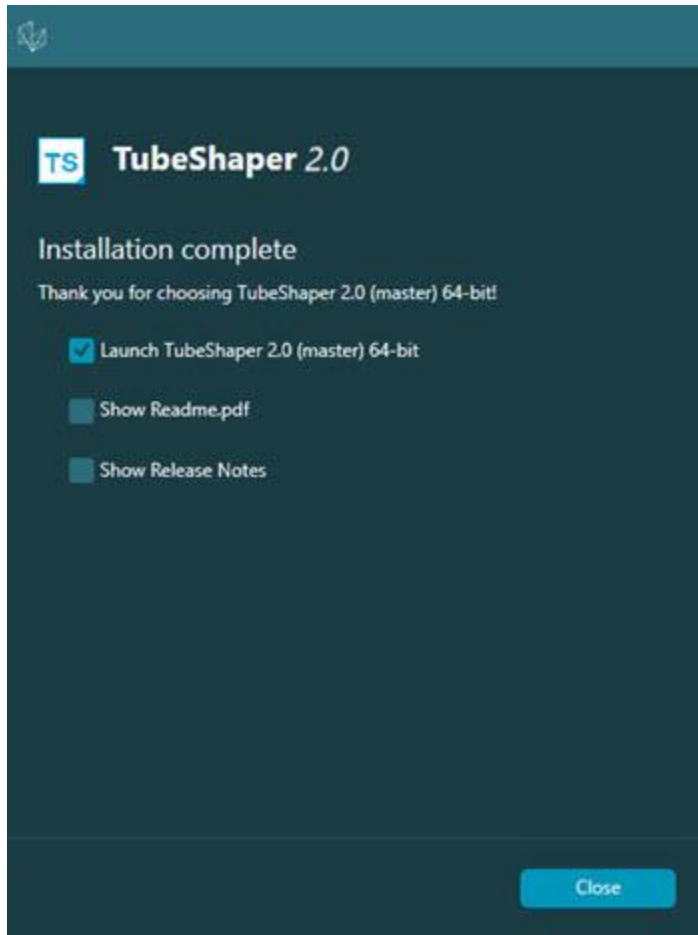 TS TubeShaper 2.0
Installation complete
Thank you for choosing TubeShaper 2.0 (master) 64-bit!
Launch TubeShaper 2.0 (master) 64-bit
Show Readme.pdf
Show Release Notes
Close